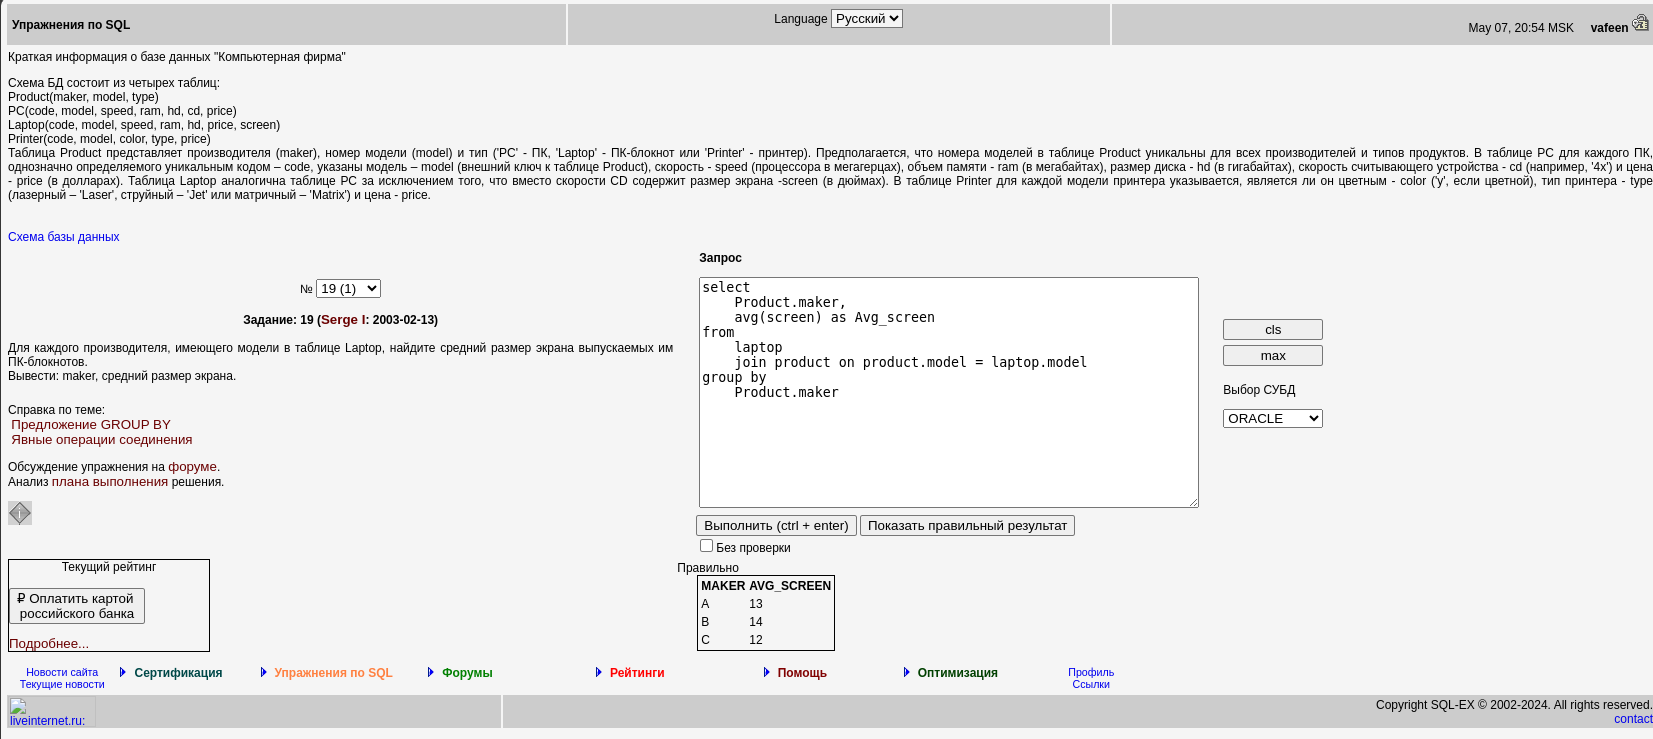 Упражнения по SQL
Language Русский
May 07, 20:54 MSK vafeen
Краткая информация о базе данных "Компьютерная фирма"
Схема БД состоит из четырех таблиц:
Product(maker, model, type)
PC(code, model, speed, ram, hd, cd, price)
Laptop(code, model, speed, ram, hd, price, screen)
Printer(code, model, color, type, price)
Таблица Product представляет производителя (maker), номер модели (model) и тип ('PC' - ПК, 'Laptop' - ПК-блокнот или 'Printer' - принтер). Предполагается, что номера моделей в таблице Product уникальны для всех производителей и типов продуктов. В таблице PC для каждого ПК,
однозначно определяемого уникальным кодом – code, указаны модель – model (внешний ключ к таблице Product), скорость - speed (процессора в мегагерцах), объем памяти - ram (в мегабайтах), размер диска - hd (в гигабайтах), скорость считывающего устройства - cd (например, '4x') и цена
- price (в долларах). Таблица Laptop аналогична таблице РС за исключением того, что вместо скорости CD содержит размер экрана -screen (в дюймах). В таблице Printer для каждой модели принтера указывается, является ли он цветным - color ('y', если цветной), тип принтера - type
(лазерный – 'Laser', струйный – 'Jet' или матричный – 'Matrix') и цена - price.
Схема базы данных
№ 19 (1)
Задание: 19 (Serge I: 2003-02-13)
Для каждого производителя, имеющего модели в таблице Laptop, найдите средний размер экрана выпускаемых им
ПК-блокнотов.
Вывести: maker, средний размер экрана.
Справка по теме:
Предложение GROUP BY
Явные операции соединения
Обсуждение упражнения на форуме.
Анализ плана выполнения решения.
Запрос
select
Product.maker,
avg(screen) as Avg_screen
from
laptop
join product on product.model = laptop.model
group by
Product.maker
cls
max
Выбор СУБД
ORACLE
Выполнить (ctrl + enter) Показать правильный результат
Без проверки
Текущий рейтинг
₽ Оплатить картой
российского банка
Подробнее...
Правильно
MAKER AVG_SCREEN
A 13
B 14
C 12
Новости сайта
Текущие новости
Сертификация
Упражнения по SQL
Форумы
Рейтинги
Помощь
Оптимизация
Профиль
Ссылки
liveinternet.ru:
Copyright SQL-EX © 2002-2024. All rights reserved.
contact